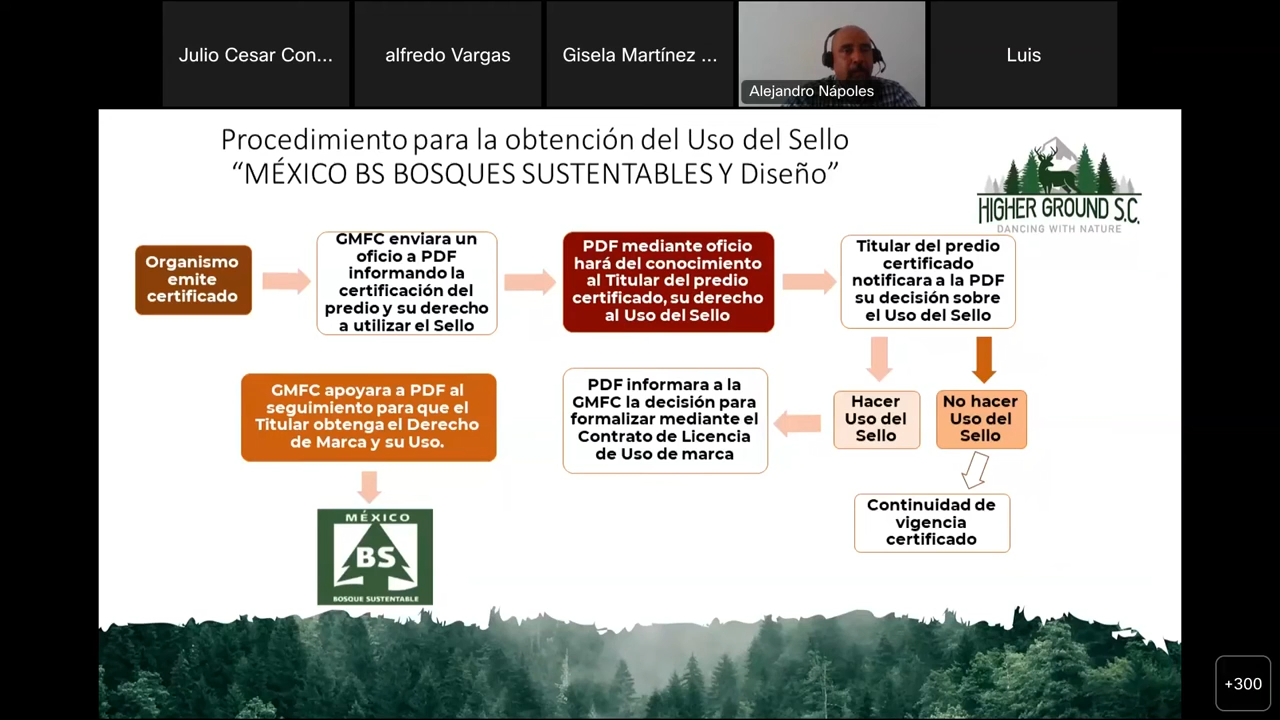 Julio Cesar Con...
alfredo Vargas
Gisela Martínez ...
Alejandro Nápoles
Luis
Procedimiento para la obtención del Uso del Sello
“MÉXICO BS BOSQUES SUSTENTABLES Y Diseño”
HIGHER GROUND S.C.
DANCING WITH NATURE
Organismo
emite
certificado
GMFC enviara un
oficio a PDF
informando la
certificación del
predio y su derecho
a utilizar el Sello
PDF mediante oficio
hará del conocimiento
al Titular del predio
certificado, su derecho
al Uso del Sello
Titular del predio
certificado
notificara a la PDF
su decisión sobre
el Uso del Sello
Hacer
Uso del
Sello
No hacer
Uso del
Sello
PDF informara a la
GMFC la decisión para
formalizar mediante el
Contrato de Licencia
de Uso de marca
GMFC apoyara a PDF al
seguimiento para que el
Titular obtenga el Derecho
de Marca y su Uso.
Continuidad de
vigencia
certificado
MÉXICO
BS
BOSQUE SUSTENTABLE
+300